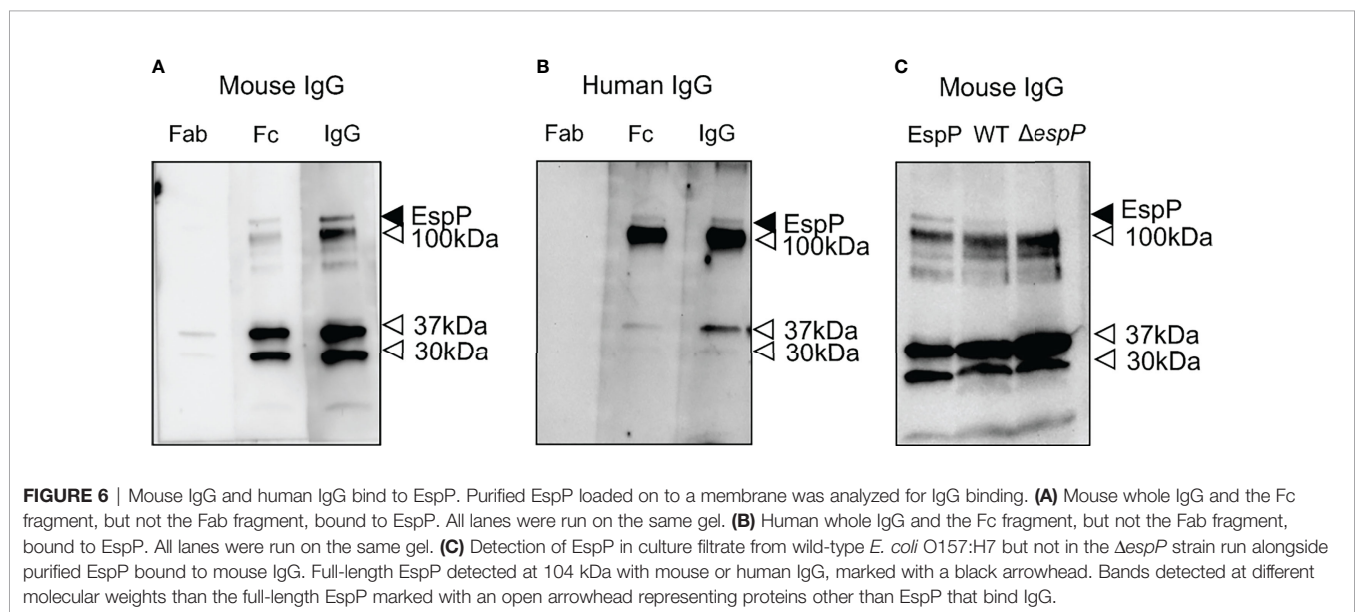 A
Mouse IgG
Fab Fc IgG
EspP
100kDa
37kDa
30kDa
B
Human IgG
Fab Fc IgG
EspP
100kDa
37kDa
30kDa
C
Mouse IgG
EspP WT ΔespP
EspP
100kDa
37kDa
30kDa
FIGURE 6 | Mouse IgG and human IgG bind to EspP. Purified EspP loaded on to a membrane was analyzed for IgG binding. (A) Mouse whole IgG and the Fc
fragment, but not the Fab fragment, bound to EspP. All lanes were run on the same gel. (B) Human whole IgG and the Fc fragment, but not the Fab fragment,
bound to EspP. All lanes were run on the same gel. (C) Detection of EspP in culture filtrate from wild-type E. coli O157:H7 but not in the ΔespP strain run alongside
purified EspP bound to mouse IgG. Full-length EspP detected at 104 kDa with mouse or human IgG, marked with a black arrowhead. Bands detected at different
molecular weights than the full-length EspP marked with an open arrowhead representing proteins other than EspP that bind IgG.